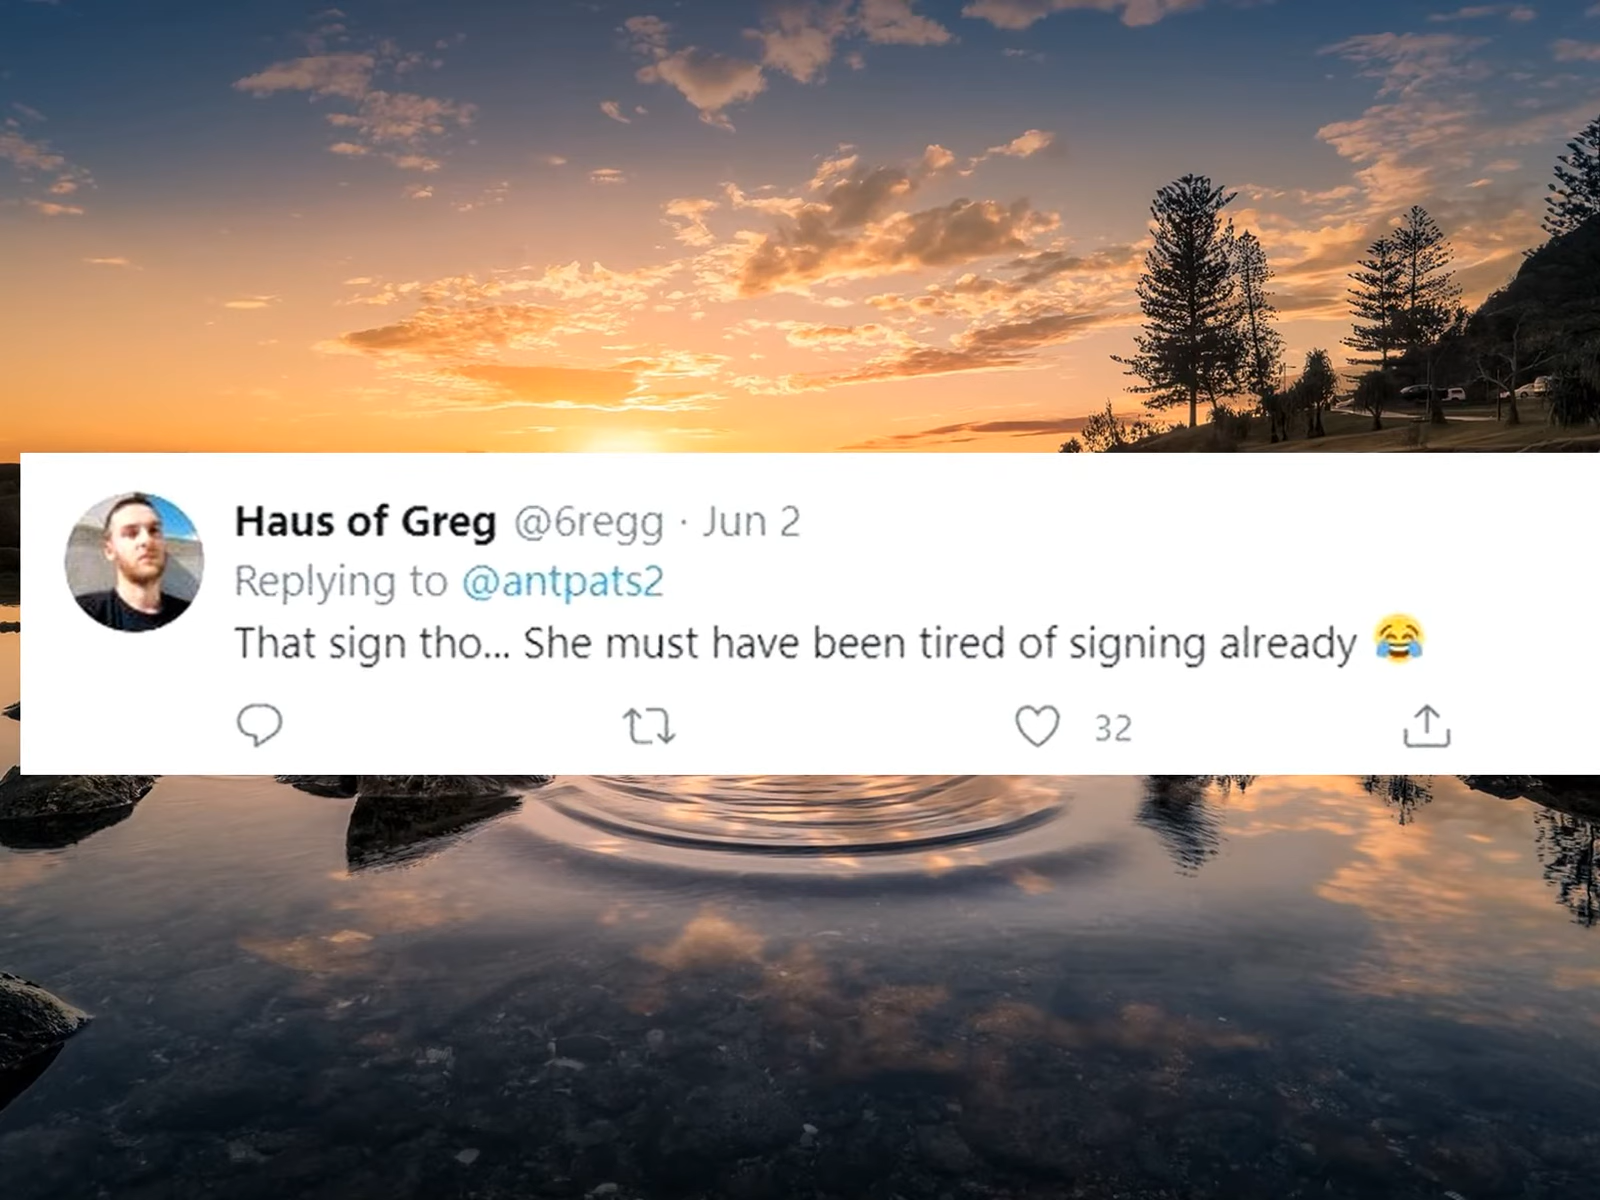 Haus of Greg @6regg · Jun 2
Replying to @antpats2
That sign tho... She must have been tired of signing already 😂
32